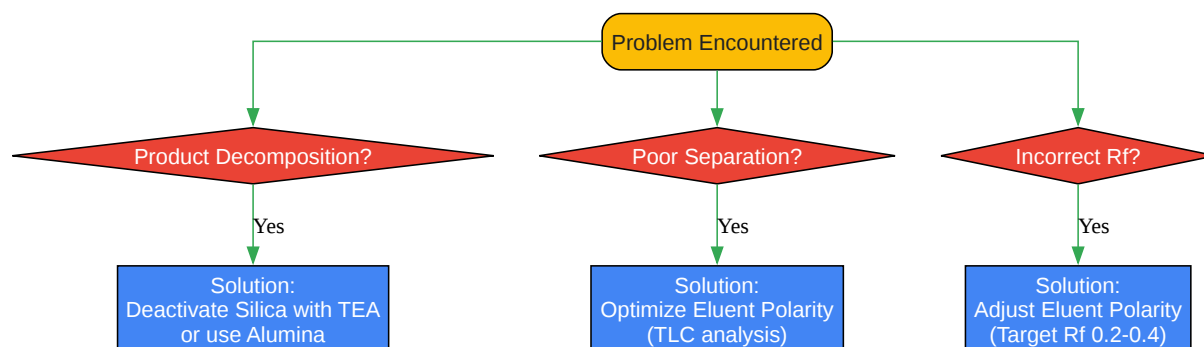 Problem Encountered
Product Decomposition?
Poor Separation?
Incorrect Rf?
Yes
Yes
Yes
Solution:
Deactivate Silica with TEA
or use Alumina
Solution:
Optimize Eluent Polarity
(TLC analysis)
Solution:
Adjust Eluent Polarity
(Target Rf 0.2-0.4)